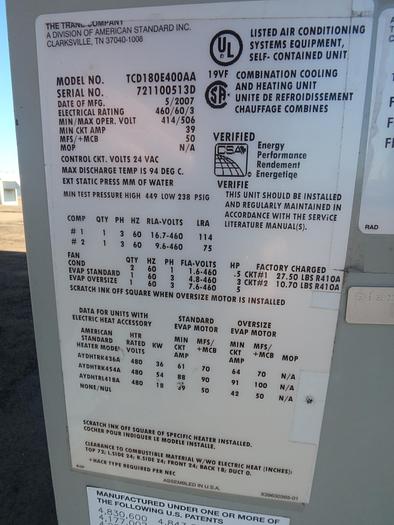 THE TRANE COMPANY
A DIVISION OF AMERICAN STANDARD INC.
CLARKSVILLE, TN 37040-1008
UL
LISTED AIR CONDITIONING
SYSTEMS EQUIPMENT,
SELF- CONTAINED UNIT
19VF
COMBINATION COOLING
AND HEATING UNIT
UNITE DE REFROIDISSEMENT
CHAUFFAGE COMBINES
MODEL NO. TCD180E400AA
SERIAL NO. 721100513D
DATE OF MFG. 5/2007
ELECTRICAL RATING 460/60/3
MIN/MAX OPER. VOLT 414/506
MIN CKT AMP 39
MFS/+MCB 50
MOP N/A
CONTROL CKT. VOLTS 24 VAC
MAX DISCHARGE TEMP IS 94 DEG C.
EXT STATIC PRESS MM OF WATER
MIN TEST PRESSURE HIGH 449 LOW 238 PSIG
VERIFIED
CSA
Energy
Performance
Rendement
Energetique
VERIFIE
THIS UNIT SHOULD BE INSTALLED
AND REGULARLY MAINTAINED IN
ACCORDANCE WITH THE SERVICE
LITERATURE MANUAL(S).
COMP QTY PH HZ RLA-VOLTS LRA
# 1 1 3 60 16.7-460 114
# 2 1 3 60 9.6-460 75
FAN QTY PH HZ FLA-VOLTS HP FACTORY CHARGED
COND 2 60 1 1.6-460 .5 CKT#1 27.50 LBS R410A
EVAP STANDARD 1 60 3 4.8-460 3 CKT#2 10.70 LBS R410A
EVAP OVERSIZE 1 60 3 7.6-460 5
SCRATCH INK OFF SQUARE WHEN OVERSIZE MOTOR IS INSTALLED
DATA FOR UNITS WITH
ELECTRIC HEAT ACCESSORY
STANDARD
EVAP MOTOR
OVERSIZE
EVAP MOTOR
AMERICAN
STANDARD
HEATER MODEL
HTR
RATED
VOLTS
KW
MIN
CKT
AMP
MFS/
+MCB
MIN
CKT
AMP
MFS/
+MCB
MOP
AYDHTRK436A 480 36 61 70 64 70 N/A
AYDHTRK454A 480 54 88 90 91 100 N/A
AYDHTRL418A 480 18 39 50 42 50 N/A
NONE/NUL
SCRATCH INK OFF SQUARE OF SPECIFIC HEATER INSTALLED.
COCHER POUR INDIQUER LE MODELE INSTALLE.
CLEARANCE TO COMBUSTIBLE MATERIAL W/WO ELECTRIC HEAT (INCHES):
TOP 72; L.SIDE 24; R.SIDE 24; FRONT 24; BACK 18; DUCT 0.
+HACR TYPE REQUIRED PER NEC
ASSEMBLED IN U.S.A.
MANUFACTURED UNDER ONE OR MORE OF
THE FOLLOWING U.S. PATENTS
RAD